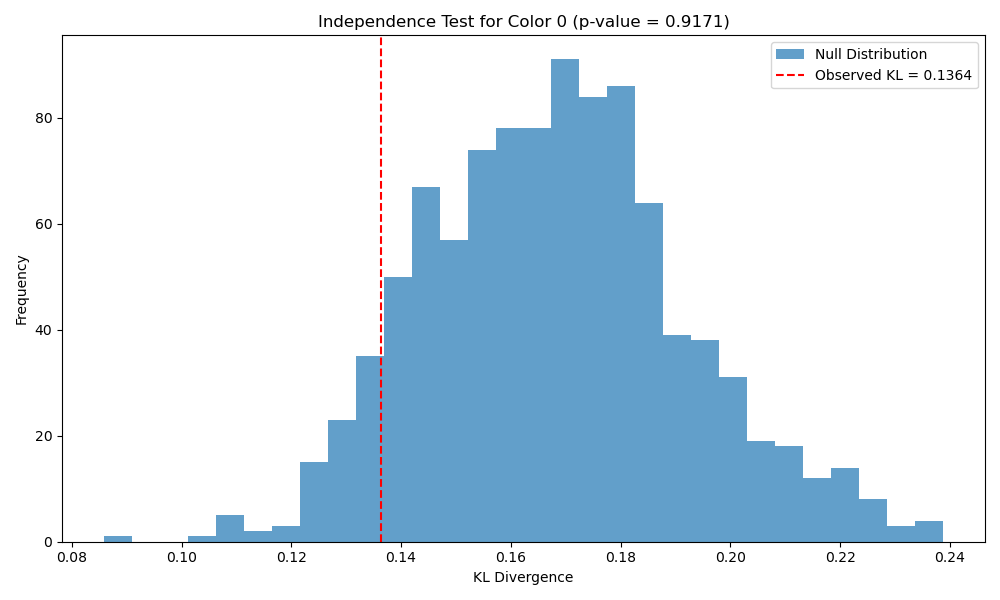 Independence Test for Color 0 (p-value = 0.9171)
Null Distribution
Observed KL = 0.1364
Frequency
80
60
40
20
0
0.08 0.10 0.12 0.14 0.16 0.18 0.20 0.22 0.24
KL Divergence